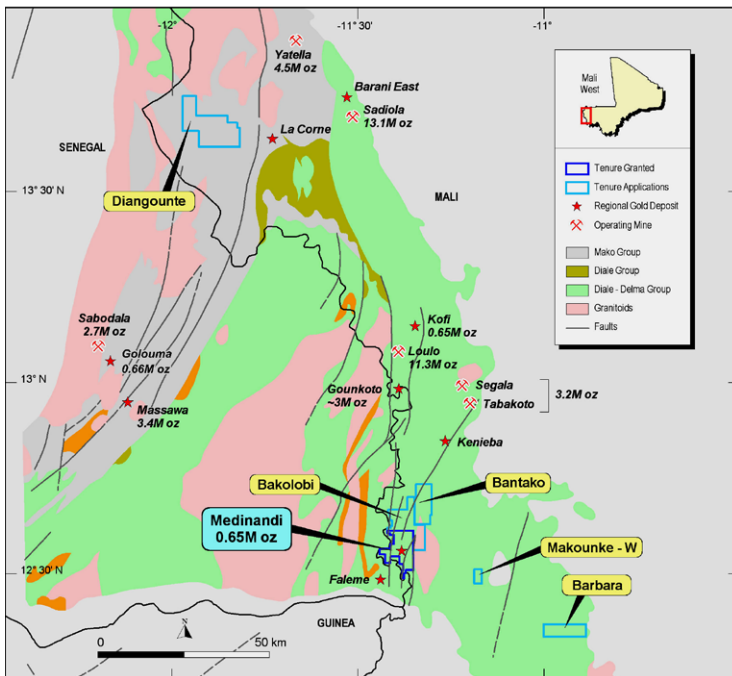 -12°
-11° 30'
-11°
Yatella
4.5M oz
Barani East
Sadiola
13.1M oz
La Corne
SENEGAL
13° 30' N
Diangounte
MALI
Mali
West
Tenure Granted
Tenure Applications
Regional Gold Deposit
Operating Mine
Mako Group
Diale Group
Diale - Delma Group
Granitoids
Faults
Sabodala
2.7M oz
Golouma
0.66M oz
Massawa
3.4M oz
Kofi
0.65M oz
Loulo
11.3M oz
13° N
Gounkoto
~3M oz
Segala
Tabakoto
3.2M oz
Kenieba
Bakolobi
Bantako
Medinandi
0.65M oz
Makounke - W
12° 30' N
Faleme
Barbara
GUINEA
N
0
50 km